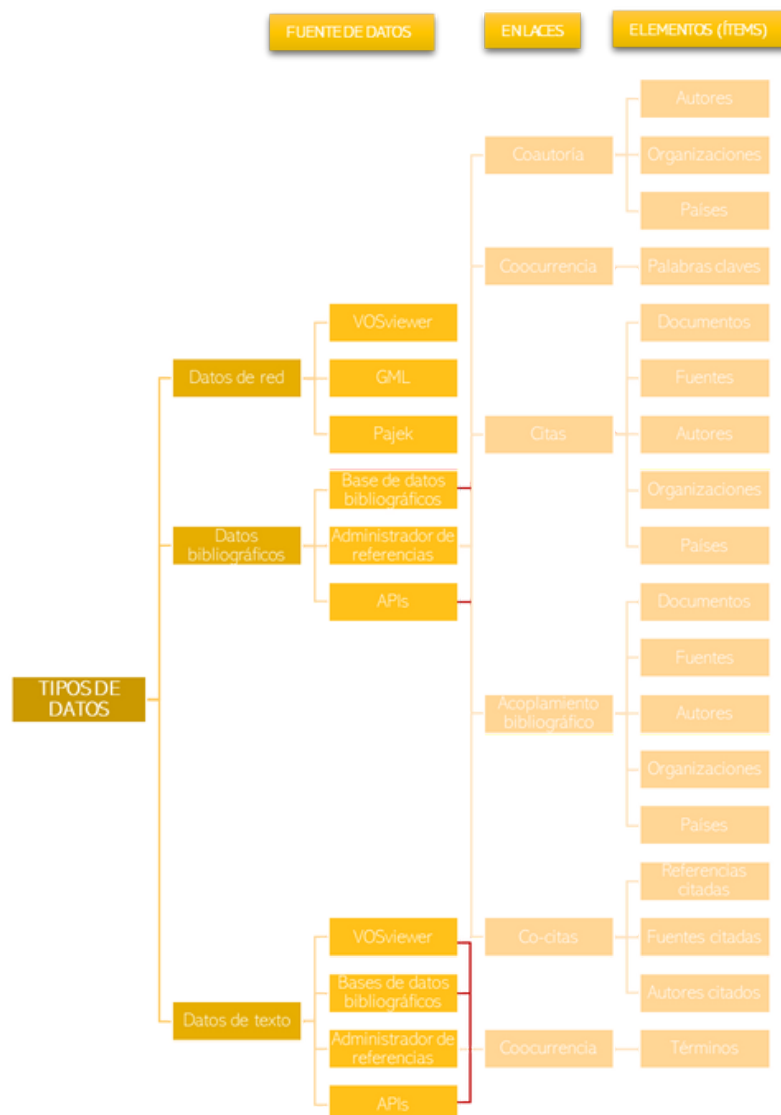 FUENTE DE DATOS
ENLACES
ELEMENTOS (ÍTEMS)
TIPOS DE
DATOS
Datos de red
VOSviewer
GML
Pajek
Datos
bibliográficos
Base de datos
bibliográficos
Administrador de
referencias
APIs
Coautoría
Autores
Organizaciones
Países
Coocurrencia
Palabras claves
Citas
Documentos
Fuentes
Autores
Organizaciones
Países
Acoplamiento
bibliográfico
Documentos
Fuentes
Autores
Organizaciones
Países
Co-citas
Referencias
citadas
Fuentes citadas
Autores citados
Datos de texto
VOSviewer
Bases de datos
bibliográficos
Administrador de
referencias
APIs
Coocurrencia
Términos